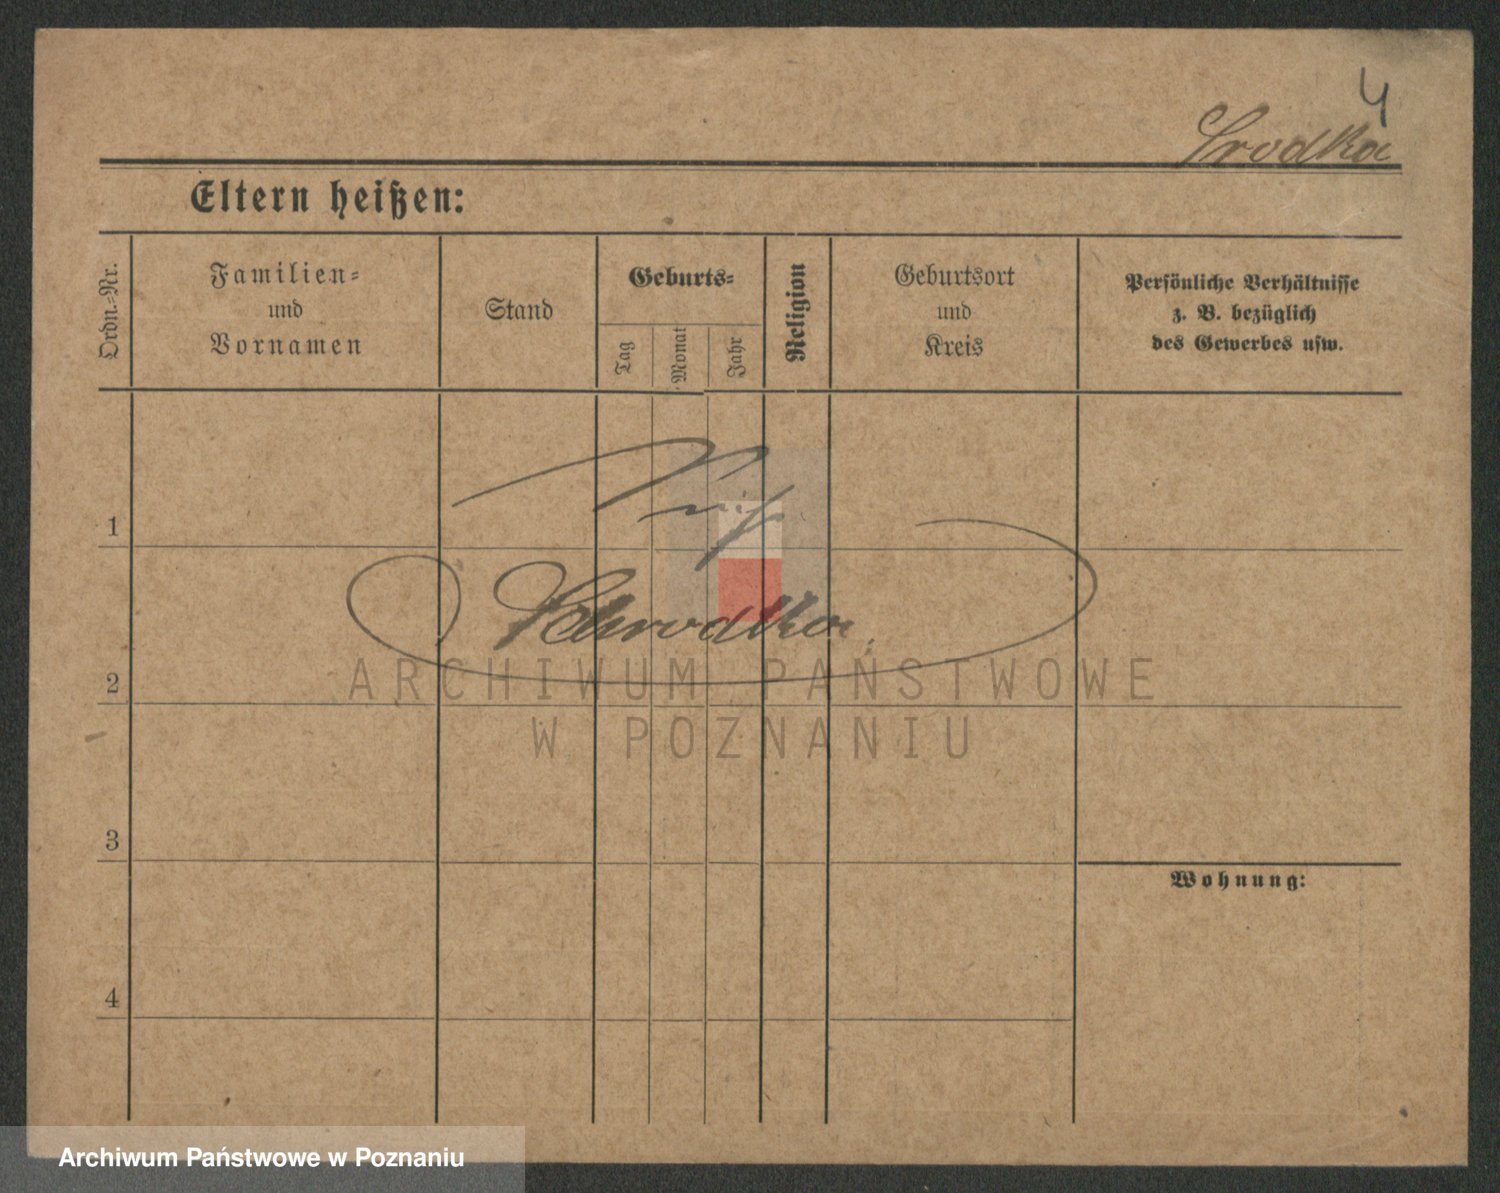 4
Srodka
Eltern heißen:
Ordn.-Nr.
Familien-
und
Vornamen
Stand
Geburts-
Tag
Monat
Jahr
Religion
Geburtsort
und
Kreis
Persönliche Verhältnisse
z. B. bezüglich
des Gewerbes usw.
1
Schrodka
2
ARCHIWUM PAŃSTWOWE
W POZNANIU
3
Wohnung:
4
Archiwum Państwowe w Poznaniu